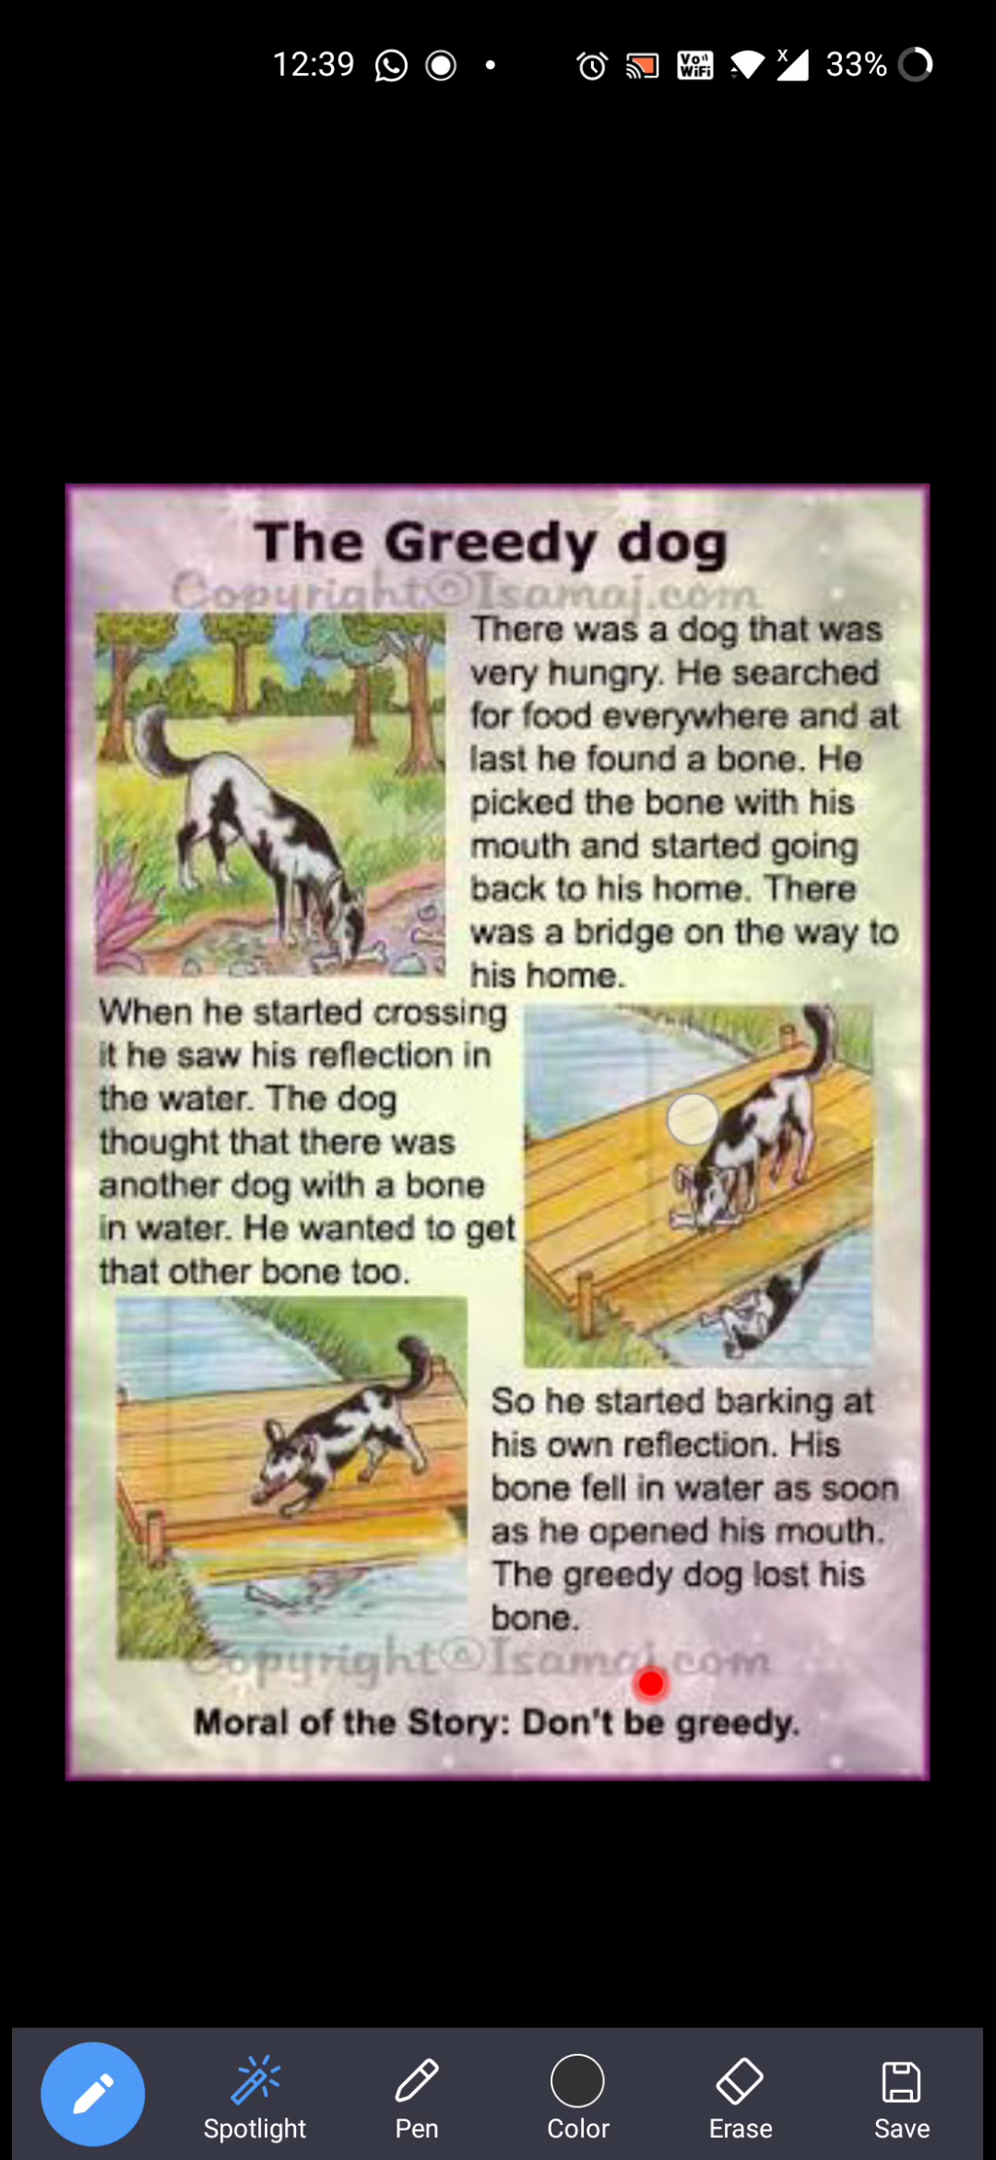 12:39
Vo))
WiFi
X
33%
The Greedy dog
Copyright©Isamaj.com
There was a dog that was
very hungry. He searched
for food everywhere and at
last he found a bone. He
picked the bone with his
mouth and started going
back to his home. There
was a bridge on the way to
his home.
When he started crossing
it he saw his reflection in
the water. The dog
thought that there was
another dog with a bone
in water. He wanted to get
that other bone too.
So he started barking at
his own reflection. His
bone fell in water as soon
as he opened his mouth.
The greedy dog lost his
bone.
Copyright©Isamaj.com
Moral of the Story: Don't be greedy.
Spotlight
Pen
Color
Erase
Save